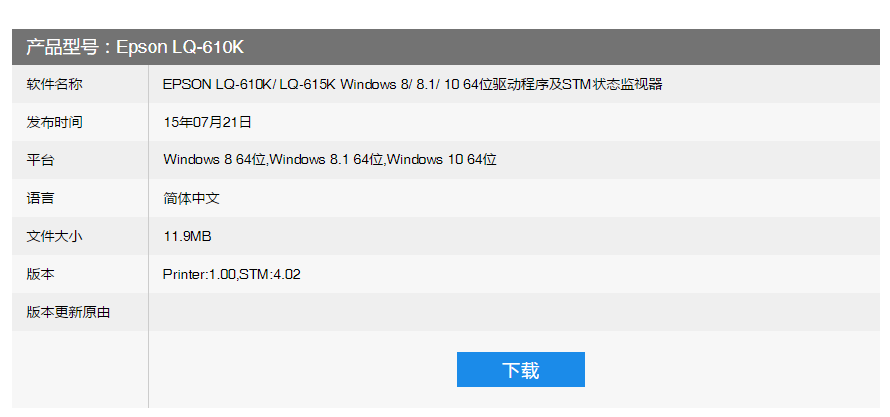 产品型号：Epson LQ-610K
软件名称 EPSON LQ-610K/ LQ-615K Windows 8/ 8.1/ 10 64位驱动程序及STM状态监视器
发布时间 15年07月21日
平台 Windows 8 64位,Windows 8.1 64位,Windows 10 64位
语言 简体中文
文件大小 11.9MB
版本 Printer:1.00,STM:4.02
版本更新原由
下载